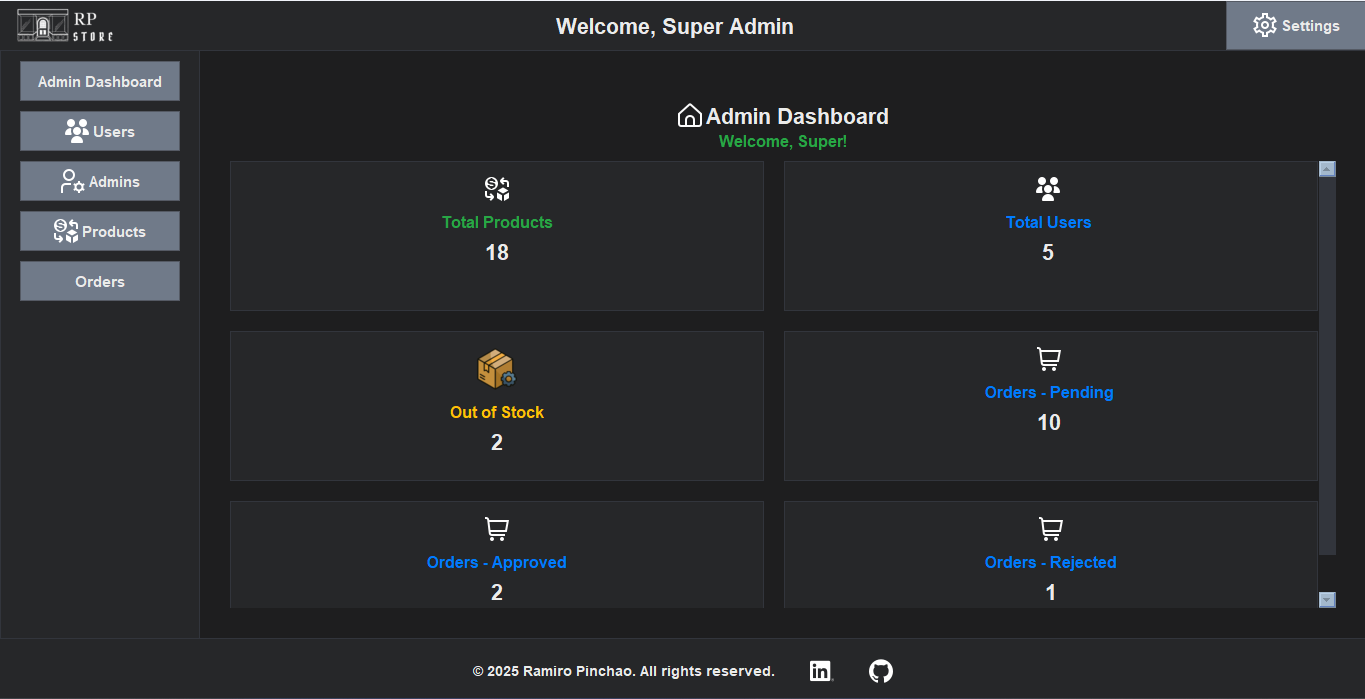 RP
STORE
Welcome, Super Admin
Settings
Admin Dashboard
Users
Admins
Products
Orders
Admin Dashboard
Welcome, Super!
Total Products
18
Total Users
5
Out of Stock
2
Orders - Pending
10
Orders - Approved
2
Orders - Rejected
1
© 2025 Ramiro Pinchao. All rights reserved.
in